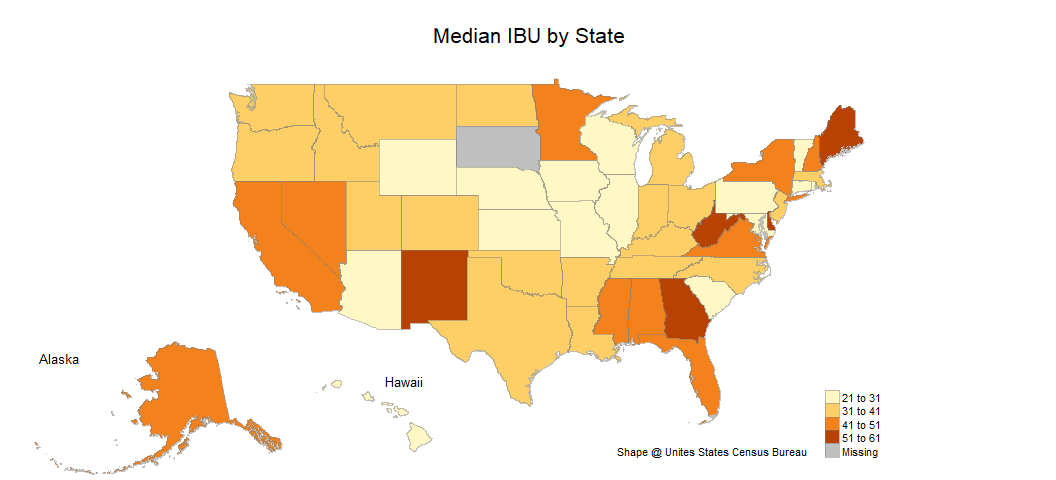 Median IBU by State
Alaska
Hawaii
21 to 31
31 to 41
41 to 51
51 to 61
Missing
Shape @ Unites States Census Bureau